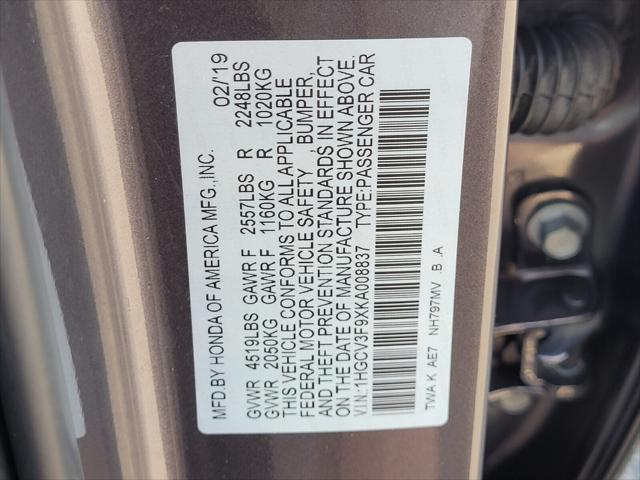 MFD.BY HONDA OF AMERICA MFG.,INC. 02/'19
GVWR 4519LBS GAWR F 2557LBS R 2248LBS
GVWR 2050KG GAWR F 1160KG R 1020KG
THIS VEHICLE CONFORMS TO ALL APPLICABLE
FEDERAL MOTOR VEHICLE SAFETY , BUMPER,
AND THEFT PREVENTION STANDARDS IN EFFECT
ON THE DATE OF MANUFACTURE SHOWN ABOVE.
V.I.N.:1HGCV3F9XKA008837 TYPE:PASSENGER CAR
TWA K AE7 NH797MV .B .A